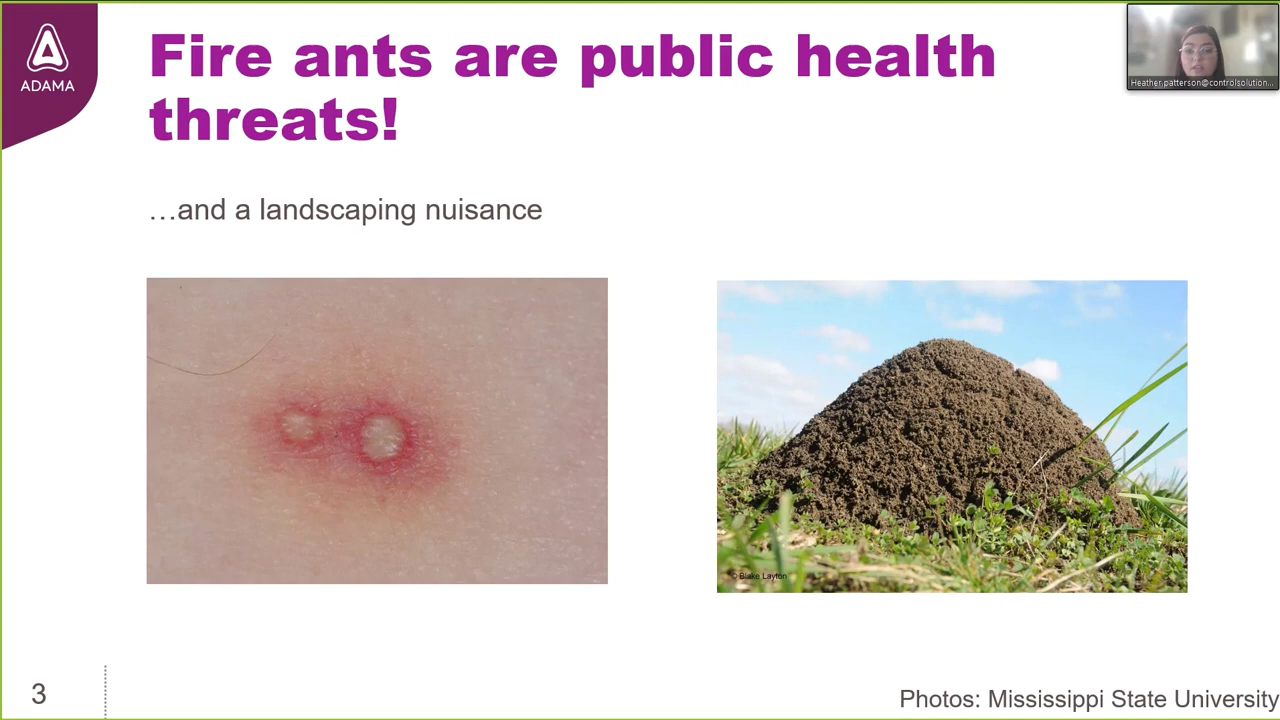 ADAMA
Fire ants are public health
threats!
…and a landscaping nuisance
Heather.patterson@controlsolution...
© Blake Layton
3
Photos: Mississippi State University